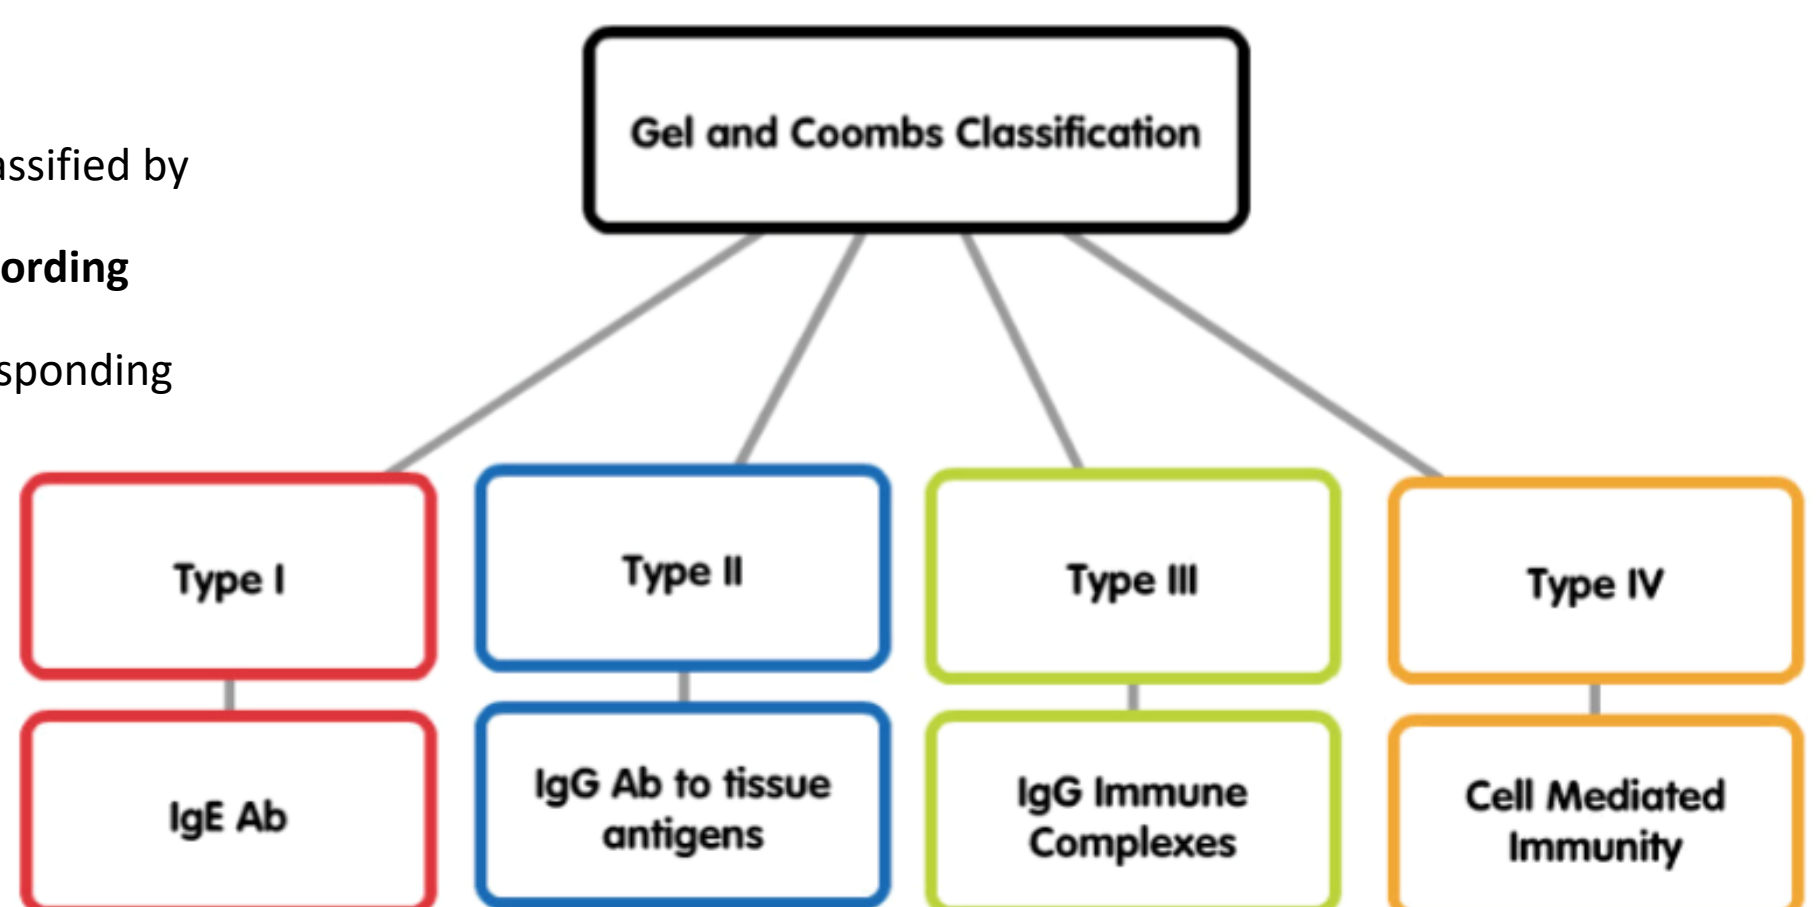 assified by
ording
sponding
Gel and Coombs Classification
Type I
Type II
Type III
Type IV
IgE Ab
IgG Ab to tissue
antigens
IgG Immune
Complexes
Cell Mediated
Immunity